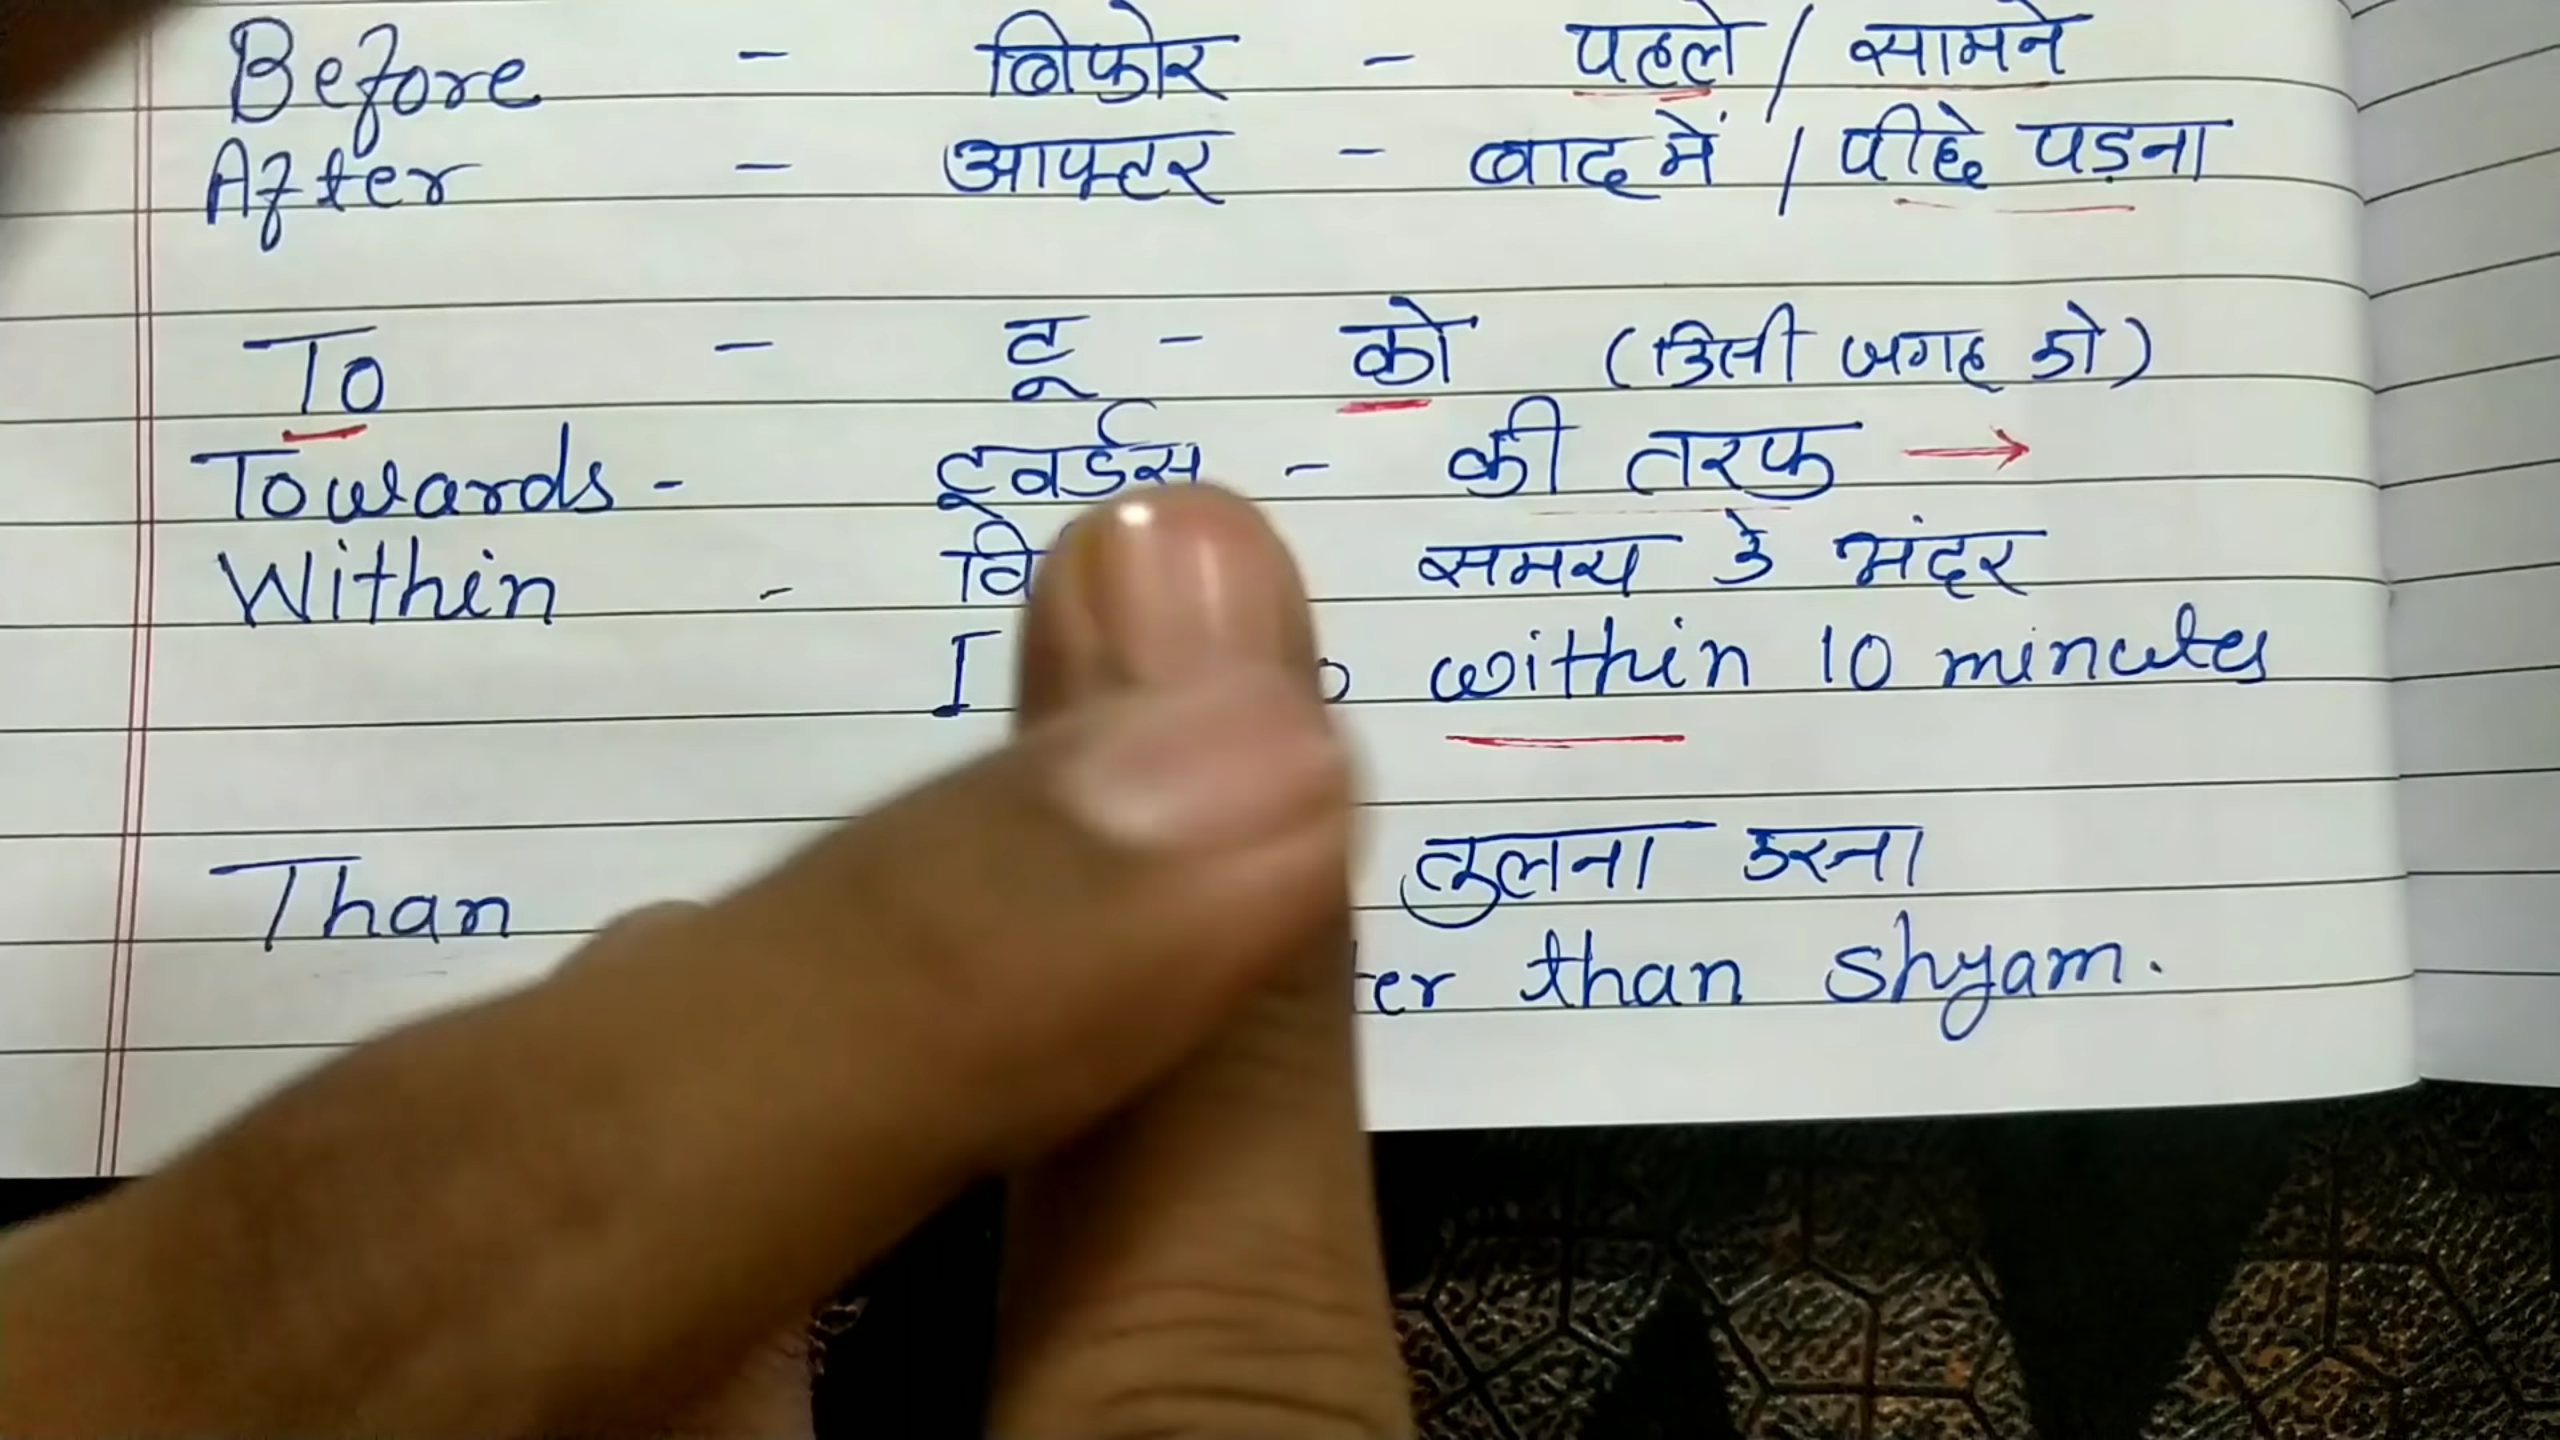 Before - बिफोर - पहले / सामने
After - आफ्टर - बाद में / पीछे पड़ना
To - टू - को (किसी जगह को)
Towards - टूवर्डस - की तरफ →
Within - समय के अंदर
I within 10 minutes
Than तुलना करना
than shyam.